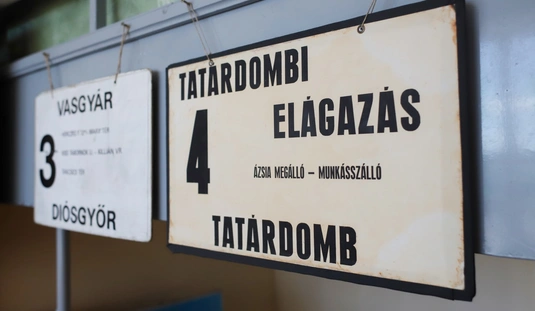 VASGYÁR
3
DIÓSGYŐR
TATÁRDOMBI
4
ELÁGAZÁS
ÁZSIA MEGÁLLÓ – MUNKÁSSZÁLLÓ
TATÁRDOMB